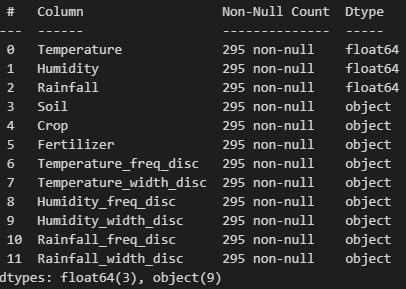 #   Column                  Non-Null Count  Dtype
---  ------                  --------------  -----
0   Temperature             295 non-null    float64
1   Humidity                295 non-null    float64
2   Rainfall                295 non-null    float64
3   Soil                    295 non-null    object
4   Crop                    295 non-null    object
5   Fertilizer              295 non-null    object
6   Temperature_freq_disc   295 non-null    object
7   Temperature_width_disc  295 non-null    object
8   Humidity_freq_disc      295 non-null    object
9   Humidity_width_disc     295 non-null    object
10  Rainfall_freq_disc      295 non-null    object
11  Rainfall_width_disc     295 non-null    object
dtypes: float64(3), object(9)